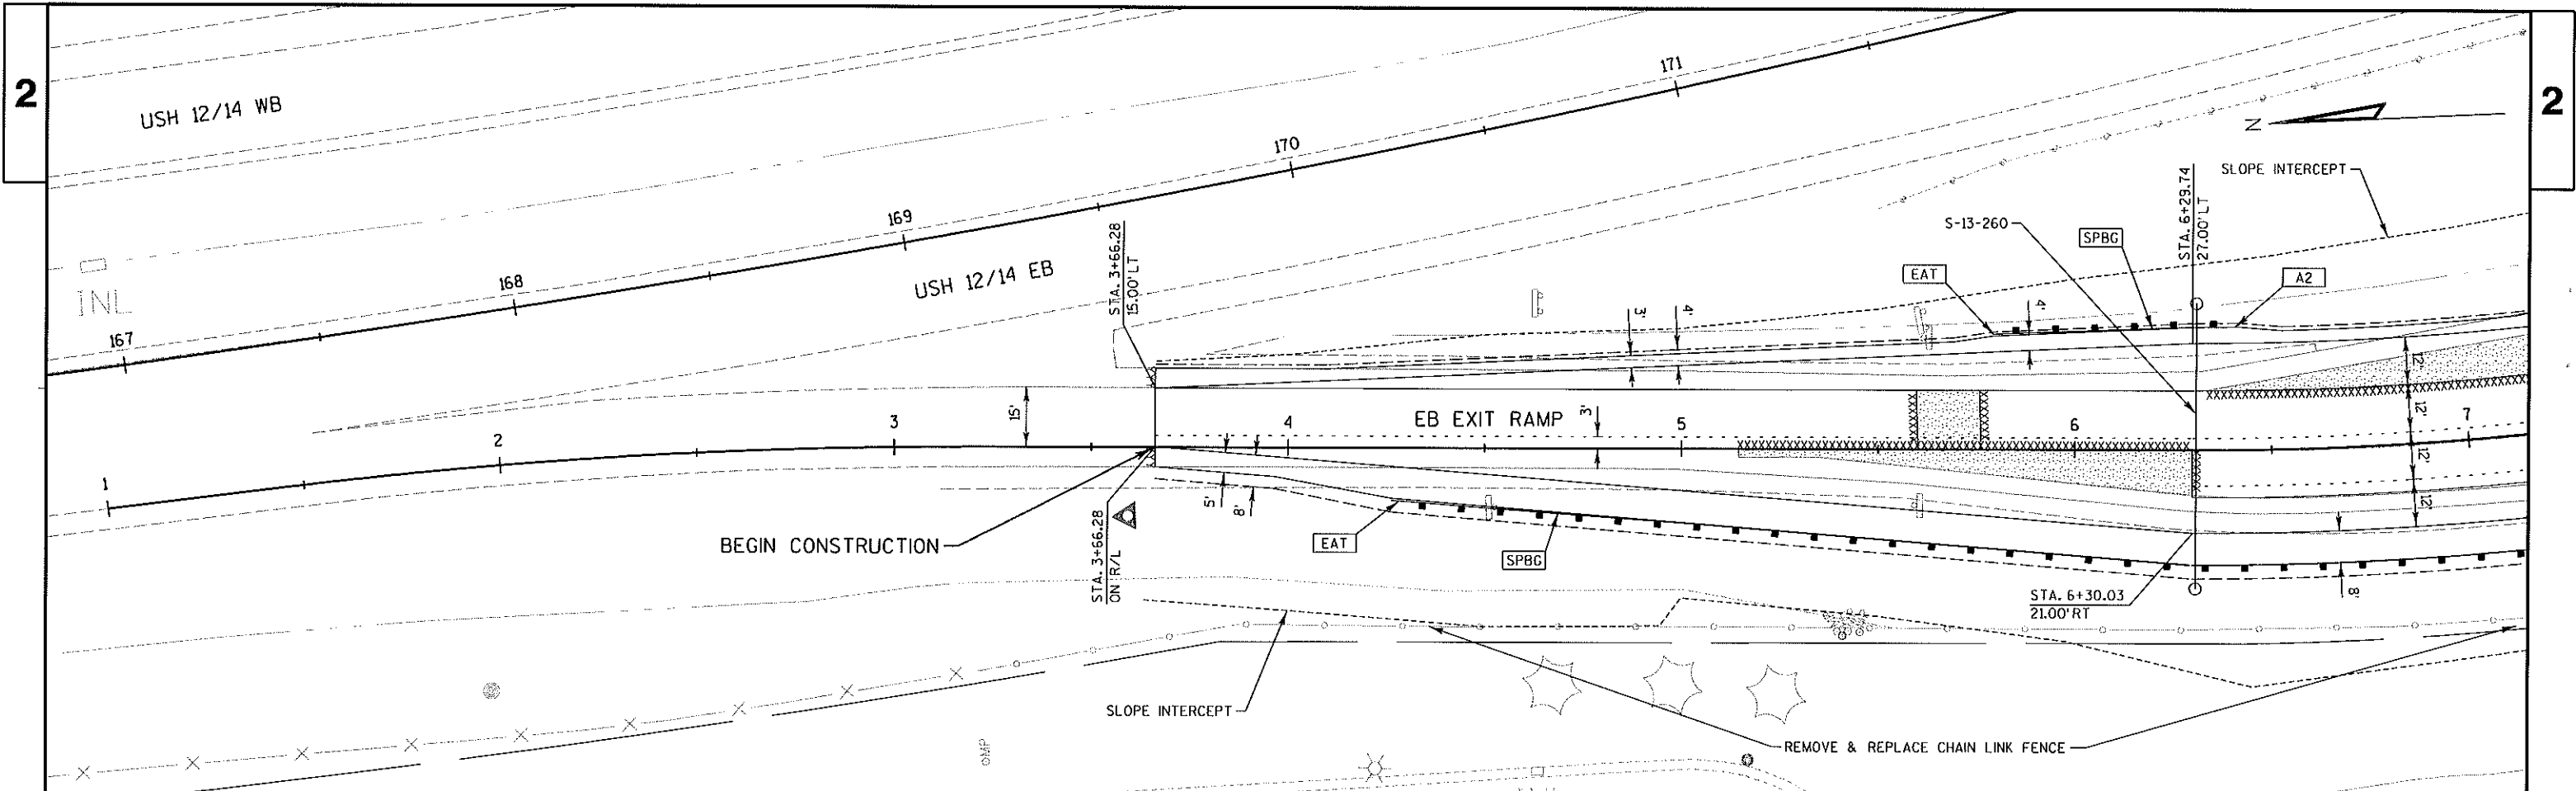 2
2
USH 12/14 WB
171
170
169
168
167
N
SLOPE INTERCEPT
STA. 6+29.74
27.00' LT
S-13-260
SPBG
EAT
A2
STA. 3+66.28
15.00' LT
USH 12/14 EB
INL
3'
4'
4'
12'
15'
EB EXIT RAMP
3'
12'
1
2
3
4
5
6
7
12'
12'
5'
8'
8'
BEGIN CONSTRUCTION
STA. 3+66.28
ON R/L
EAT
SPBG
STA. 6+30.03
21.00' RT
SLOPE INTERCEPT
REMOVE & REPLACE CHAIN LINK FENCE
MP